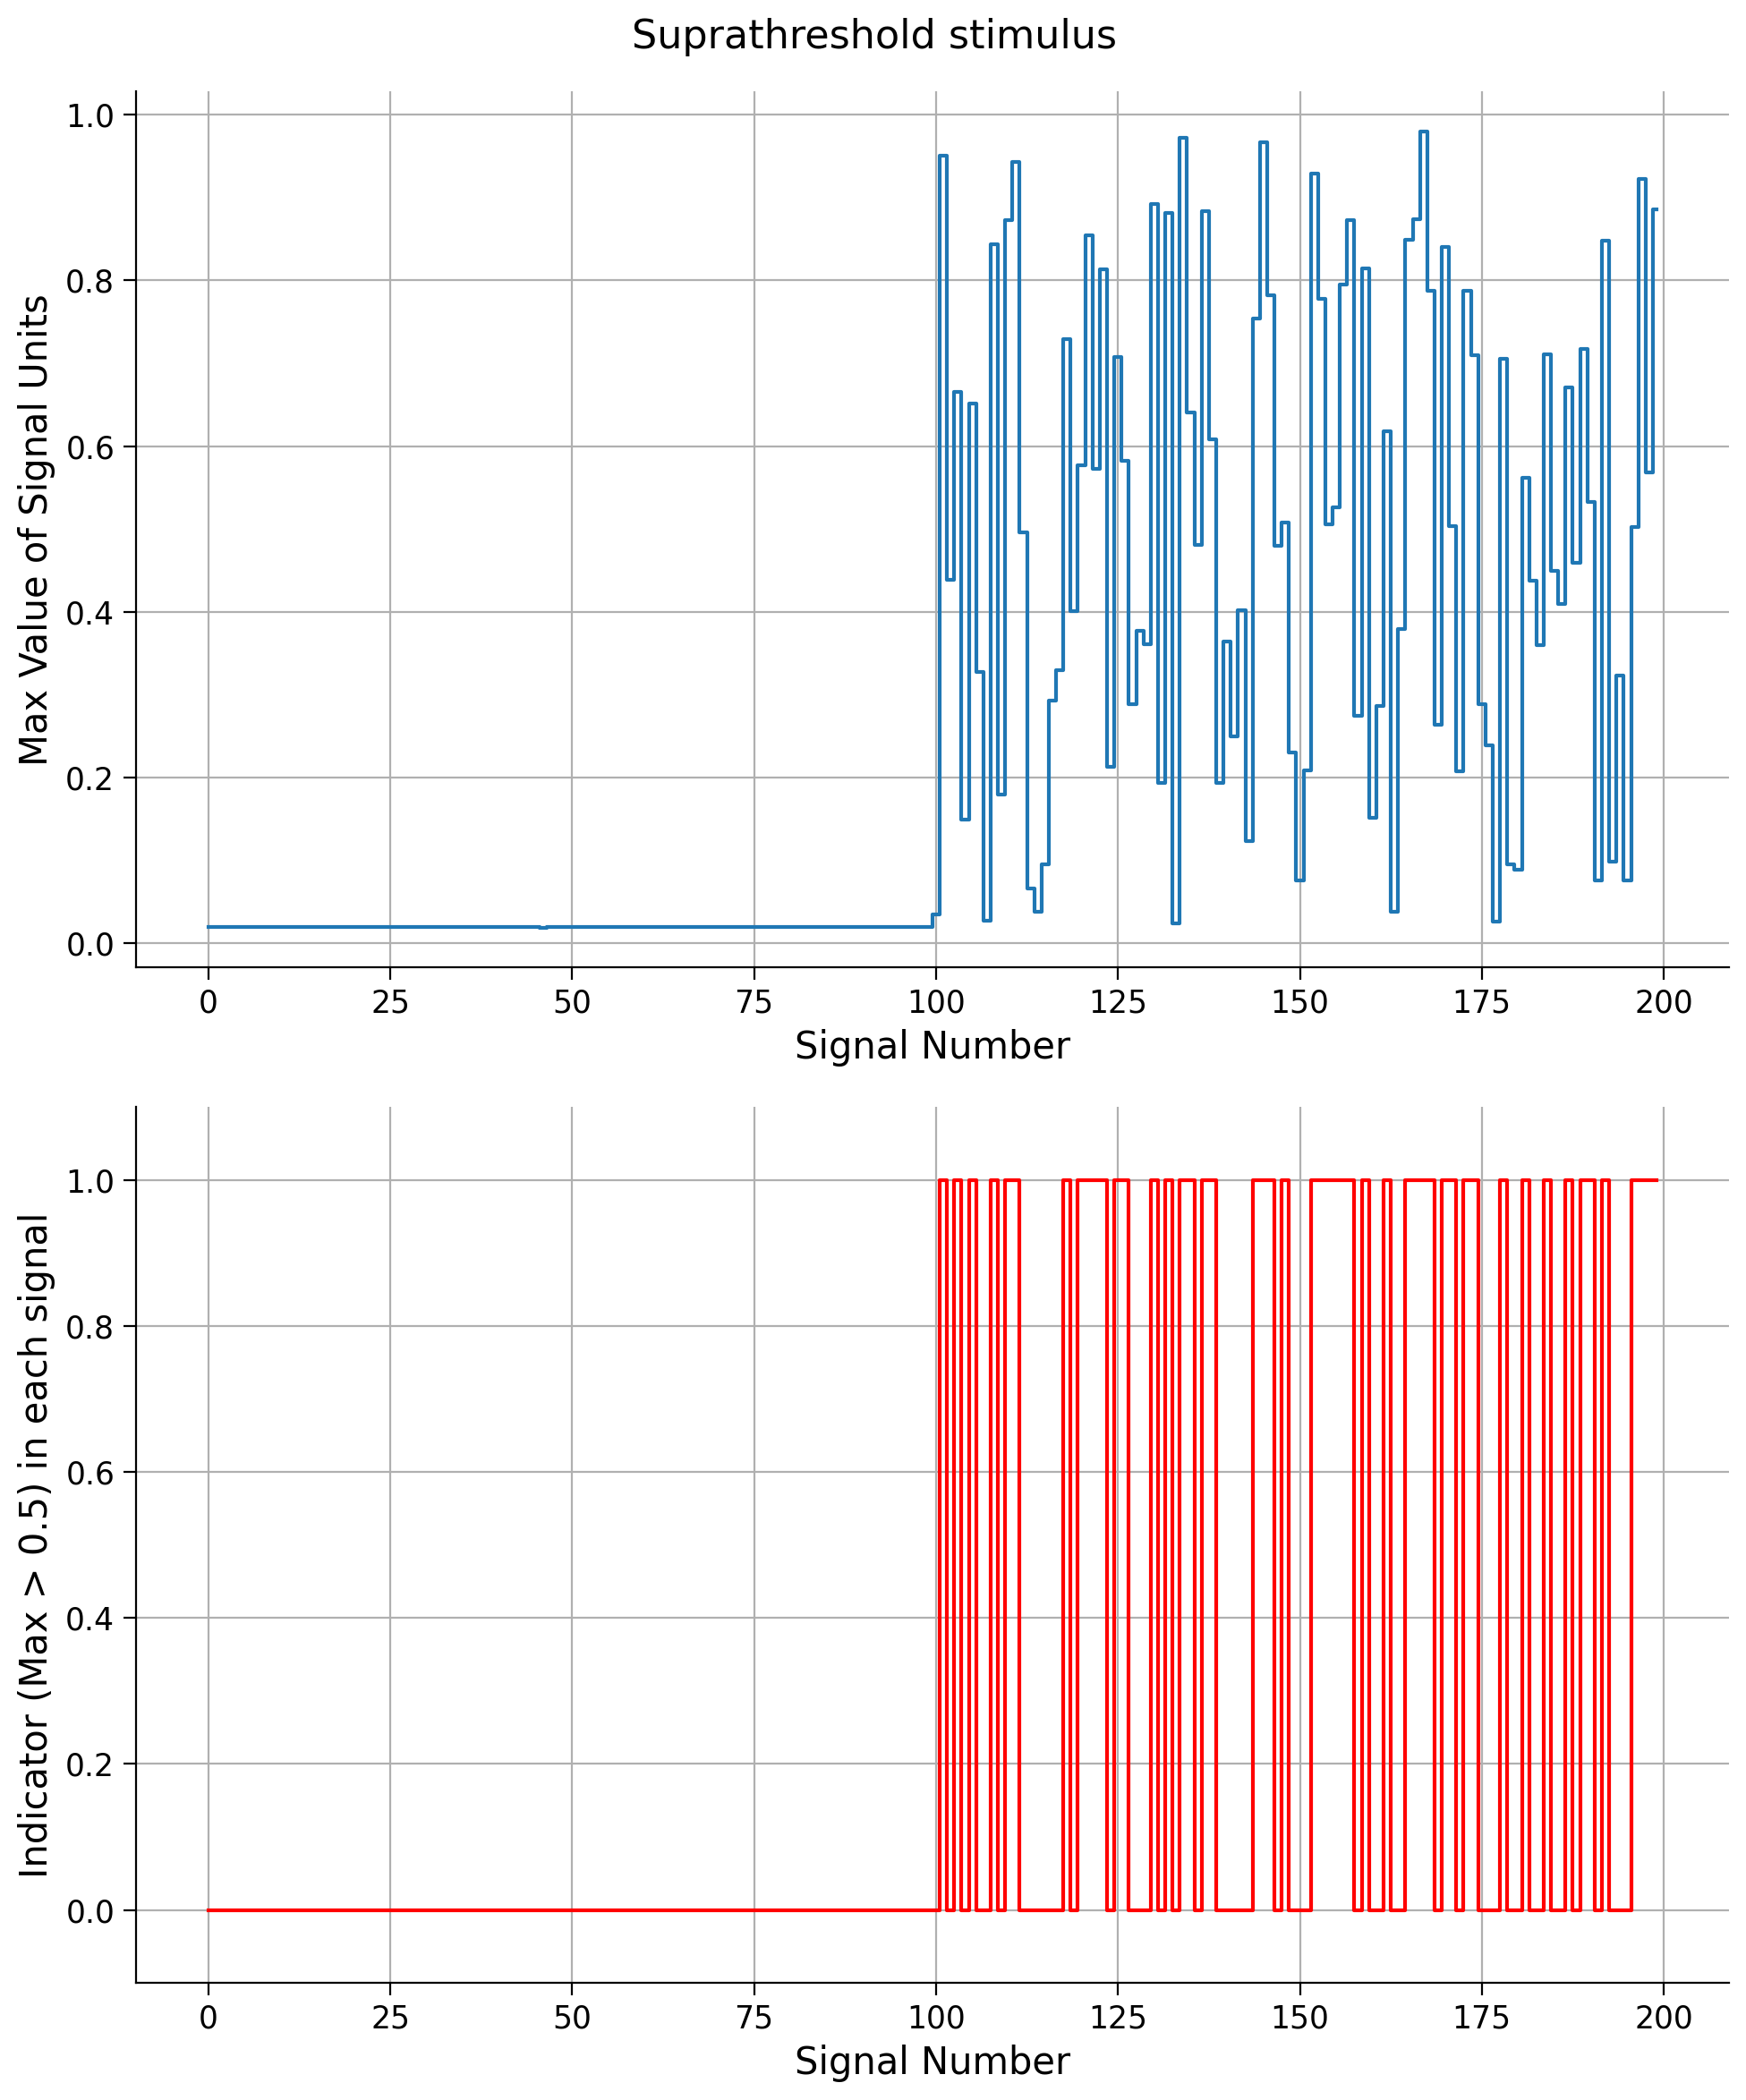 Suprathreshold stimulus
Max Value of Signal Units
1.0
0.8
0.6
0.4
0.2
0.0
0 25 50 75 100 125 150 175 200
Signal Number
Indicator (Max > 0.5) in each signal
1.0
0.8
0.6
0.4
0.2
0.0
0 25 50 75 100 125 150 175 200
Signal Number